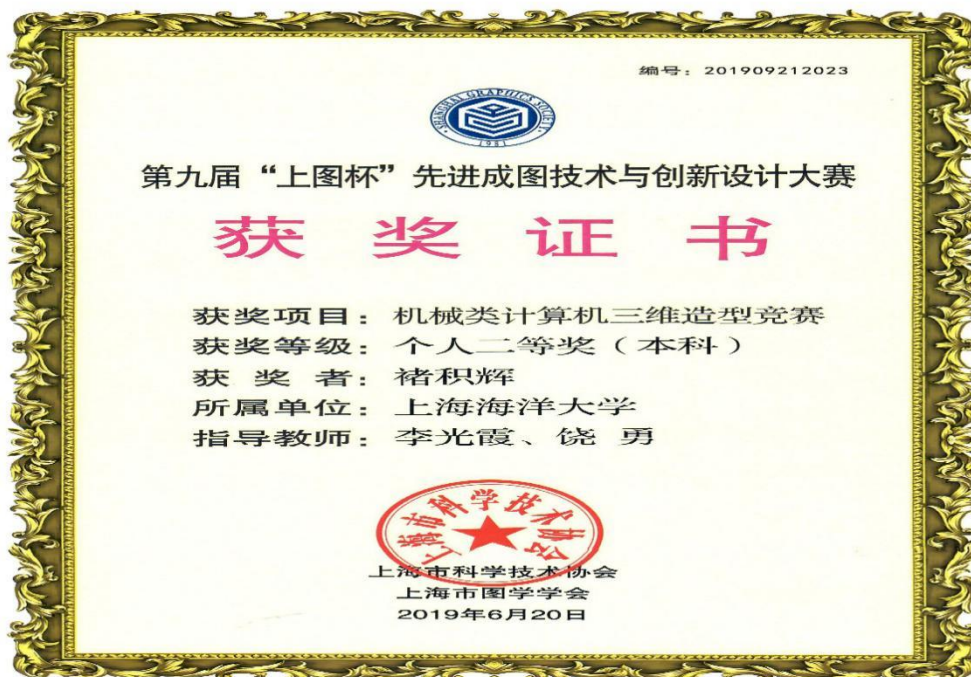 编号：201909212023
SHANGHAI GRAPHICS SOCIETY
1981
第九届“上图杯”先进成图技术与创新设计大赛
获奖证书
获奖项目：机械类计算机三维造型竞赛
获奖等级：个人二等奖（本科）
获 奖 者：褚积辉
所属单位：上海海洋大学
指导教师：李光霞、饶 勇
上海市科学技术协会
上海市科学技术协会
上海市图学学会
2019年6月20日